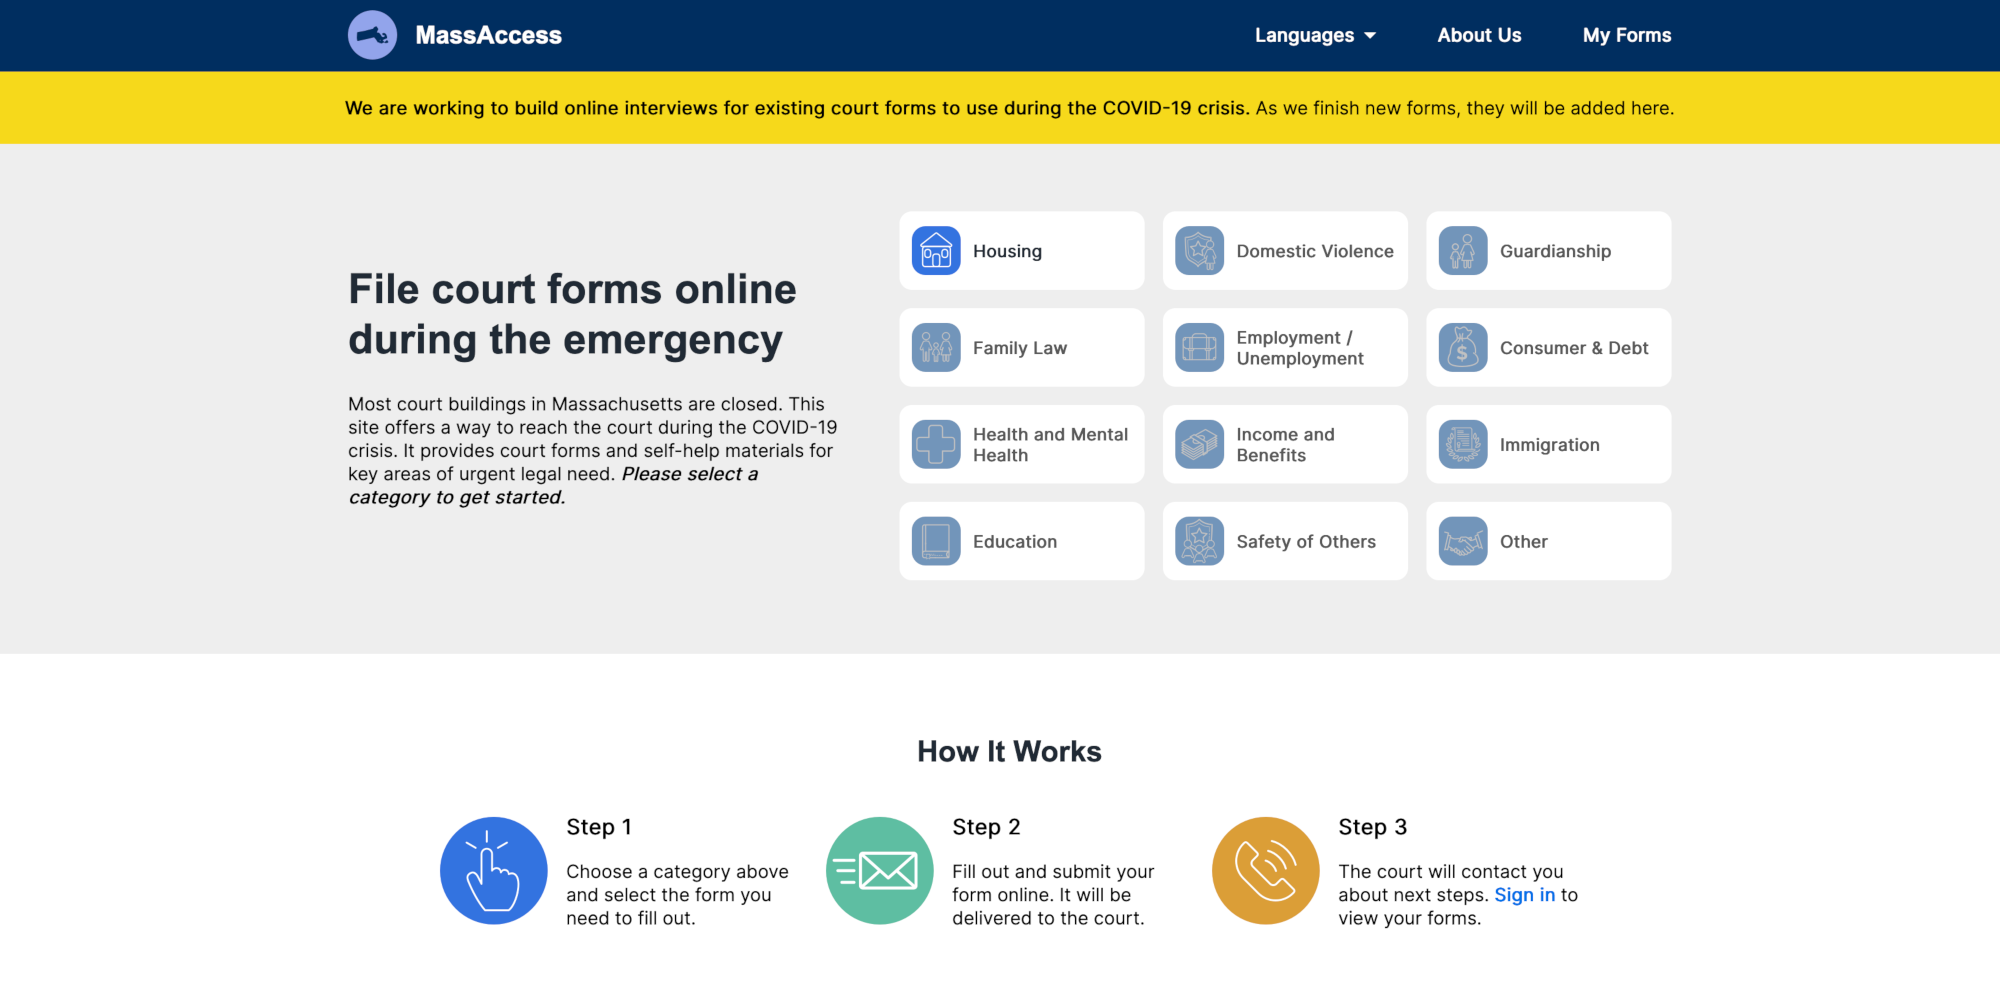 MassAccess
Languages
About Us
My Forms
We are working to build online interviews for existing court forms to use during the COVID-19 crisis. As we finish new forms, they will be added here.
File court forms online
during the emergency
Most court buildings in Massachusetts are closed. This
site offers a way to reach the court during the COVID-19
crisis. It provides court forms and self-help materials for
key areas of urgent legal need. Please select a
category to get started.
Housing
Domestic Violence
Guardianship
Family Law
Employment /
Unemployment
$
Consumer & Debt
Health and Mental
Health
Income and
Benefits
Immigration
Education
Safety of Others
Other
How It Works
Step 1
Choose a category above
and select the form you
need to fill out.
Step 2
Fill out and submit your
form online. It will be
delivered to the court.
Step 3
The court will contact you
about next steps. Sign in to
view your forms.